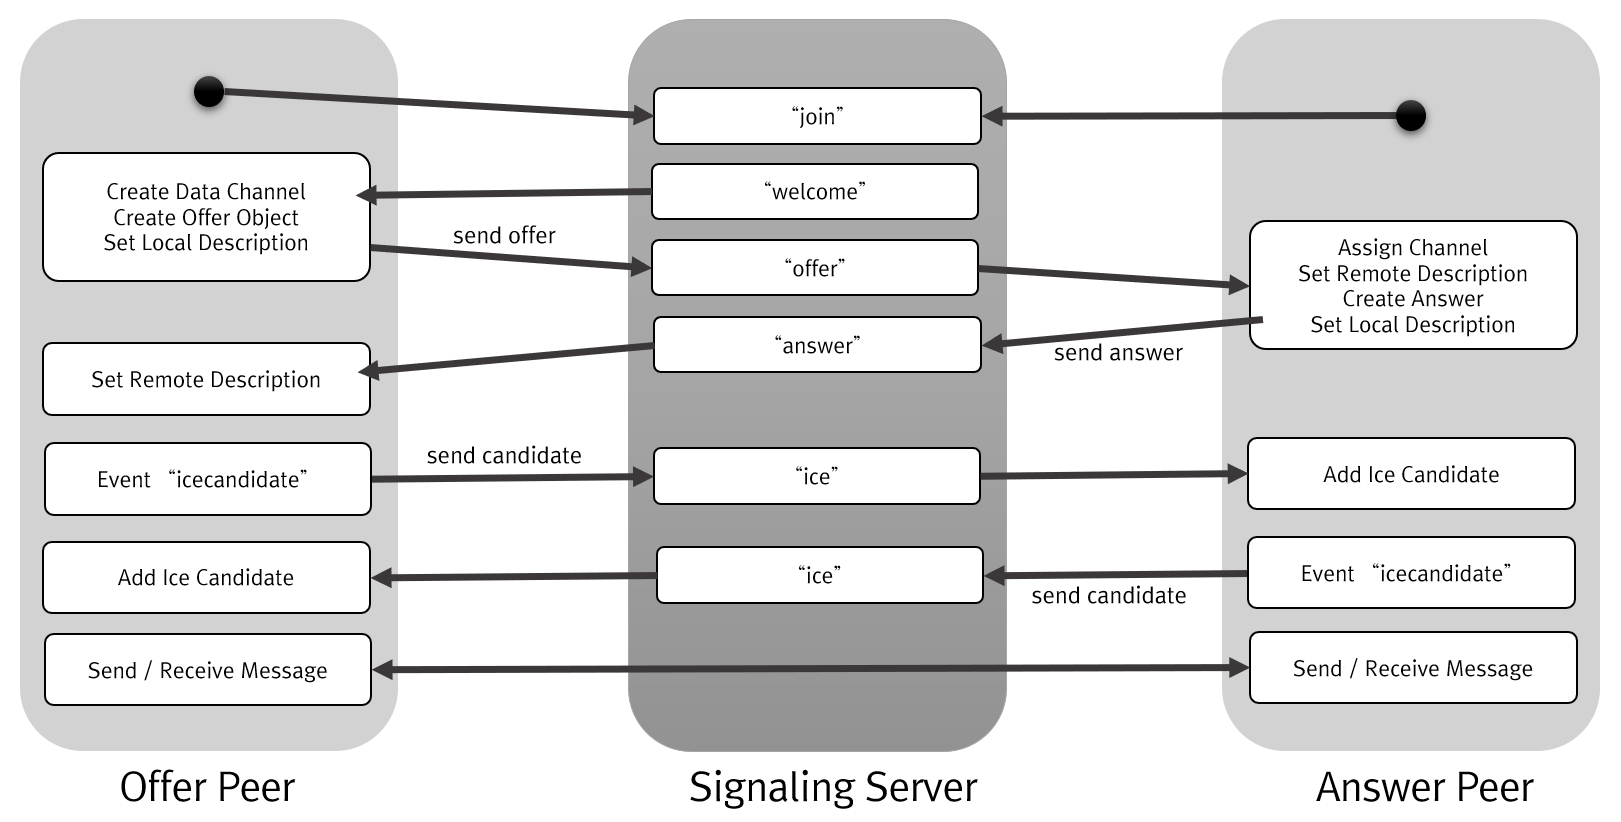 “join”
Create Data Channel
Create Offer Object
Set Local Description
“welcome”
send offer
“offer”
Assign Channel
Set Remote Description
Create Answer
Set Local Description
“answer”
send answer
Set Remote Description
Event “icecandidate”
send candidate
“ice”
Add Ice Candidate
Add Ice Candidate
“ice”
send candidate
Event “icecandidate”
Send / Receive Message
Send / Receive Message
Offer Peer
Signaling Server
Answer Peer